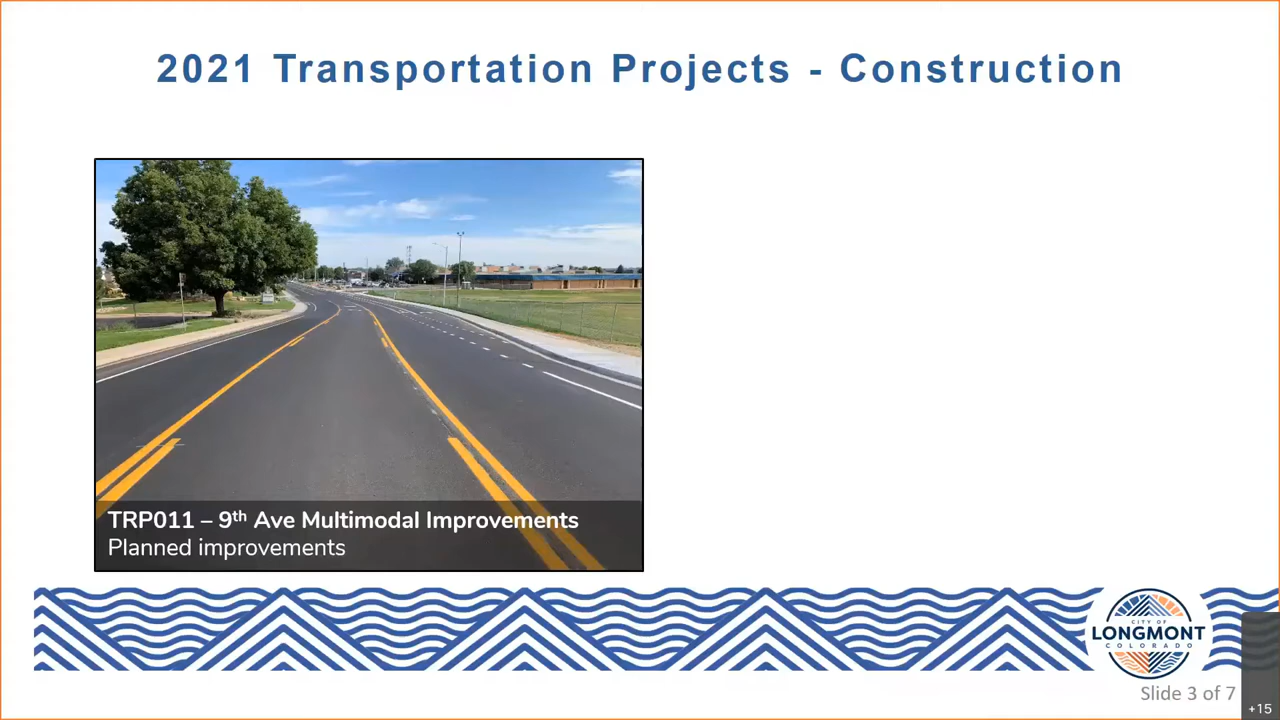 2021 Transportation Projects - Construction
TRP011 – 9th Ave Multimodal Improvements
Planned improvements
CITY OF
LONGMONT
COLORADO
Slide 3 of 7
+15